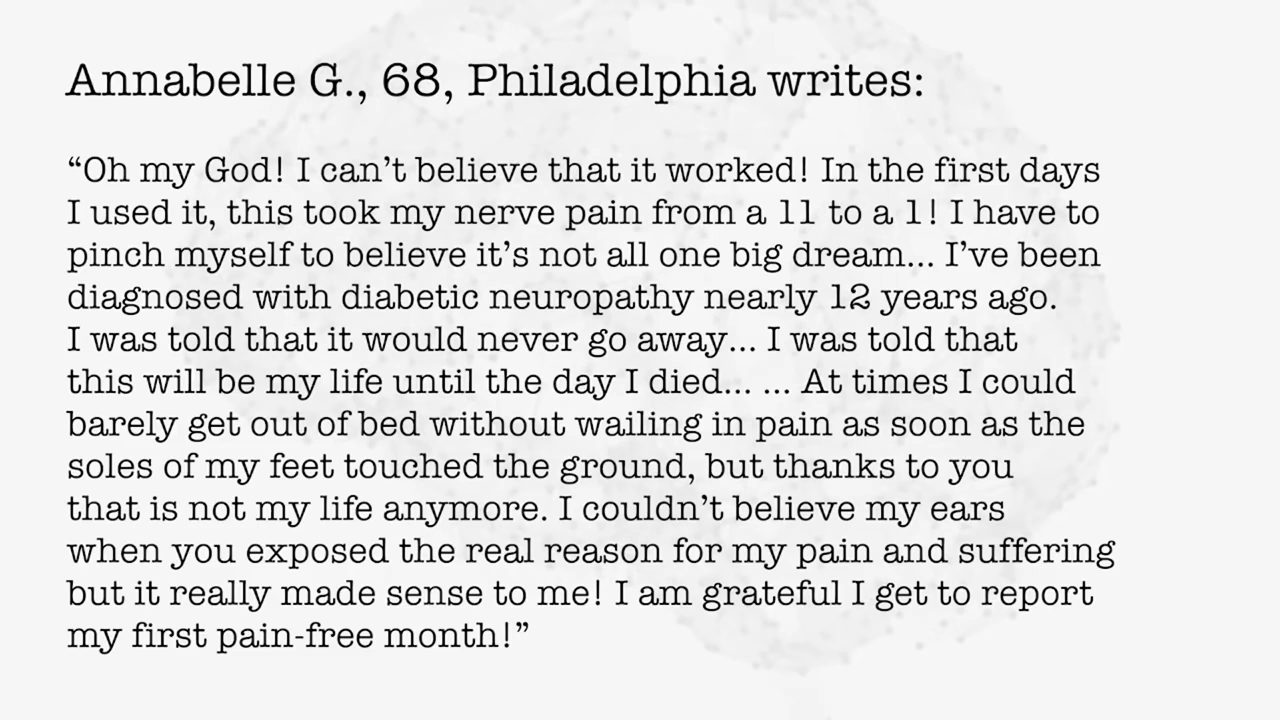 Annabelle G., 68, Philadelphia writes:
“Oh my God! I can’t believe that it worked! In the first days
I used it, this took my nerve pain from a 11 to a 1! I have to
pinch myself to believe it’s not all one big dream... I’ve been
diagnosed with diabetic neuropathy nearly 12 years ago.
I was told that it would never go away... I was told that
this will be my life until the day I died... ... At times I could
barely get out of bed without wailing in pain as soon as the
soles of my feet touched the ground, but thanks to you
that is not my life anymore. I couldn’t believe my ears
when you exposed the real reason for my pain and suffering
but it really made sense to me! I am grateful I get to report
my first pain-free month!”